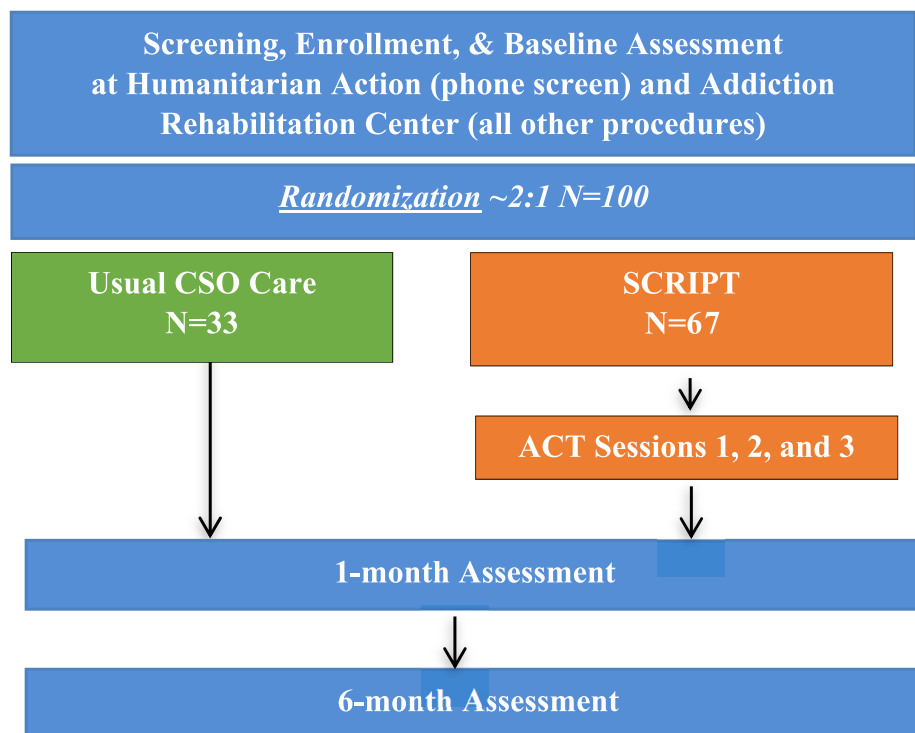 Screening, Enrollment, & Baseline Assessment
at Humanitarian Action (phone screen) and Addiction
Rehabilitation Center (all other procedures)
Randomization ~2:1 N=100
Usual CSO Care
N=33
SCRIPT
N=67
ACT Sessions 1, 2, and 3
1-month Assessment
6-month Assessment